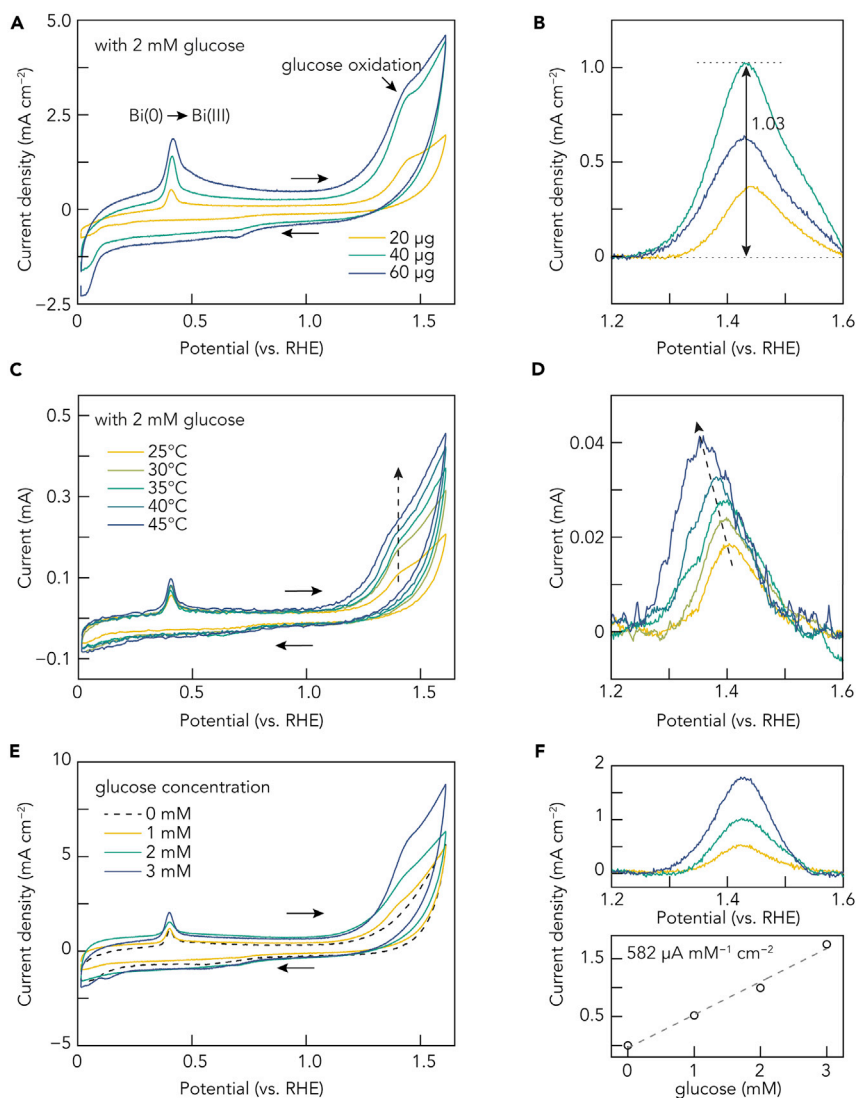 A
with 2 mM glucose
glucose oxidation
Bi(0) → Bi(III)
20 µg
40 µg
60 µg
5.0
2.5
0
−2.5
Current density (mA cm−2)
0 0.5 1.0 1.5
Potential (vs. RHE)
B
1.03
1.0
0.5
0
Current density (mA cm−2)
1.2 1.4 1.6
Potential (vs. RHE)
C
with 2 mM glucose
25°C
30°C
35°C
40°C
45°C
0.5
0.3
0.1
−0.1
Current (mA)
0 0.5 1.0 1.5
Potential (vs. RHE)
D
0.04
0.02
0
Current (mA)
1.2 1.4 1.6
Potential (vs. RHE)
E
glucose concentration
0 mM
1 mM
2 mM
3 mM
10
5
0
−5
Current density (mA cm−2)
0 0.5 1.0 1.5
Potential (vs. RHE)
F
2
1
0
1.2 1.4 1.6
Potential (vs. RHE)
Current density (mA cm−2)
582 µA mM−1 cm−2
1.5
0.5
0 1 2 3
glucose (mM)